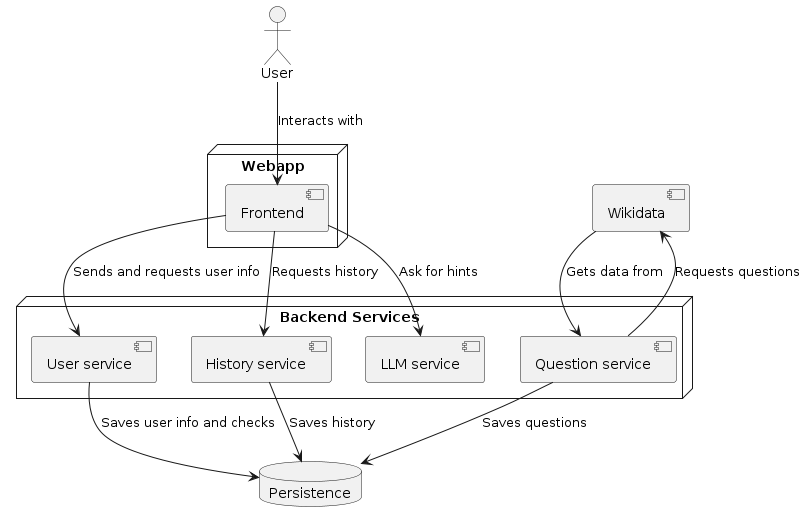 User
Interacts with
Webapp
Frontend
Wikidata
Sends and requests user info
Requests history
Ask for hints
Gets data from
Requests questions
Backend Services
User service
History service
LLM service
Question service
Saves user info and checks
Saves history
Saves questions
Persistence